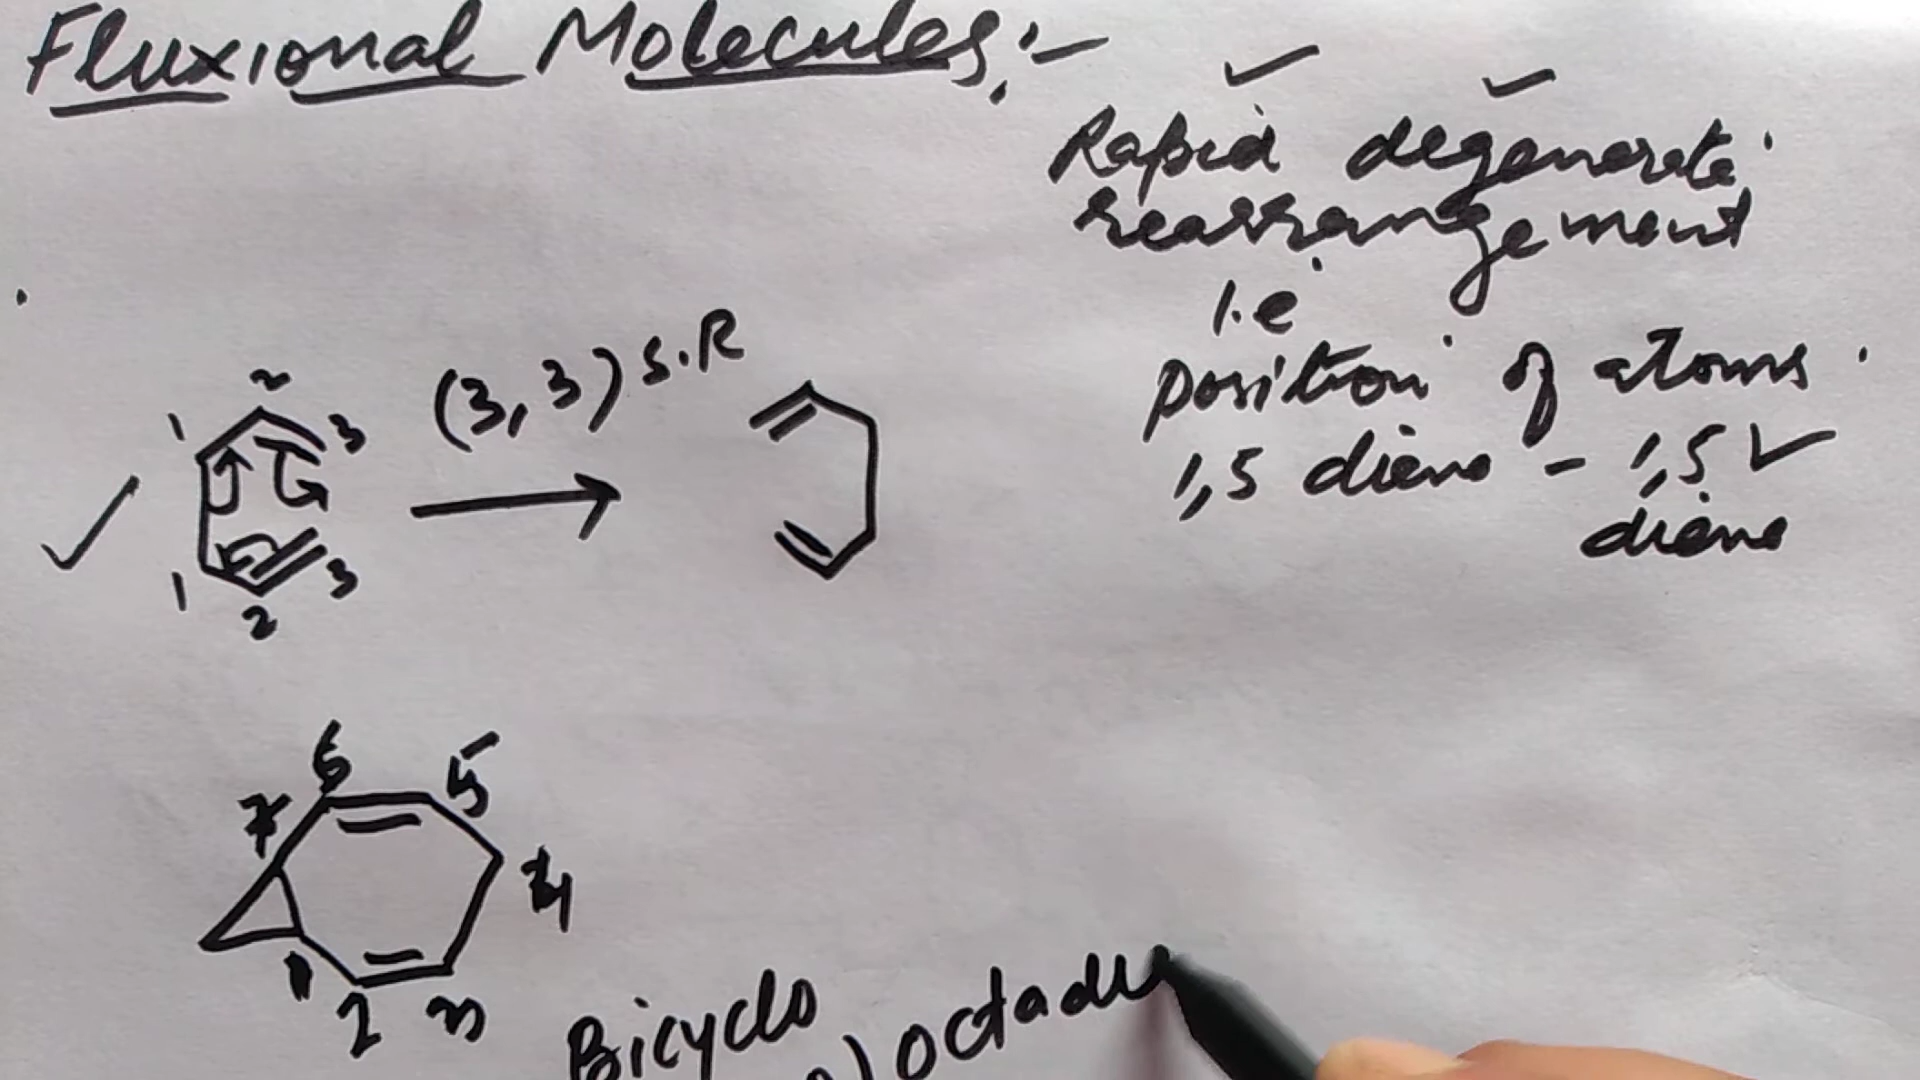 Fluxional Molecules:-
Rapid degenerate
rearrangement
i.e
position of atoms
1,5 diene - 1,5
diene
(3,3) S.R
2
1 3
1 3
2
6 5
7
4
1
2 3
Bicyclo
) octadie